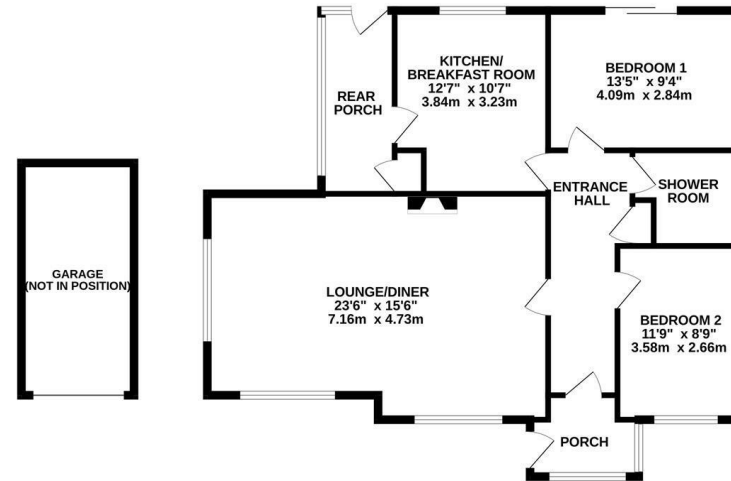 KITCHEN/
BREAKFAST ROOM
12'7" x 10'7"
3.84m x 3.23m
BEDROOM 1
13'5" x 9'4"
4.09m x 2.84m
REAR
PORCH
ENTRANCE
HALL
SHOWER
ROOM
GARAGE
(NOT IN POSITION)
LOUNGE/DINER
23'6" x 15'6"
7.16m x 4.73m
BEDROOM 2
11'9" x 8'9"
3.58m x 2.66m
PORCH